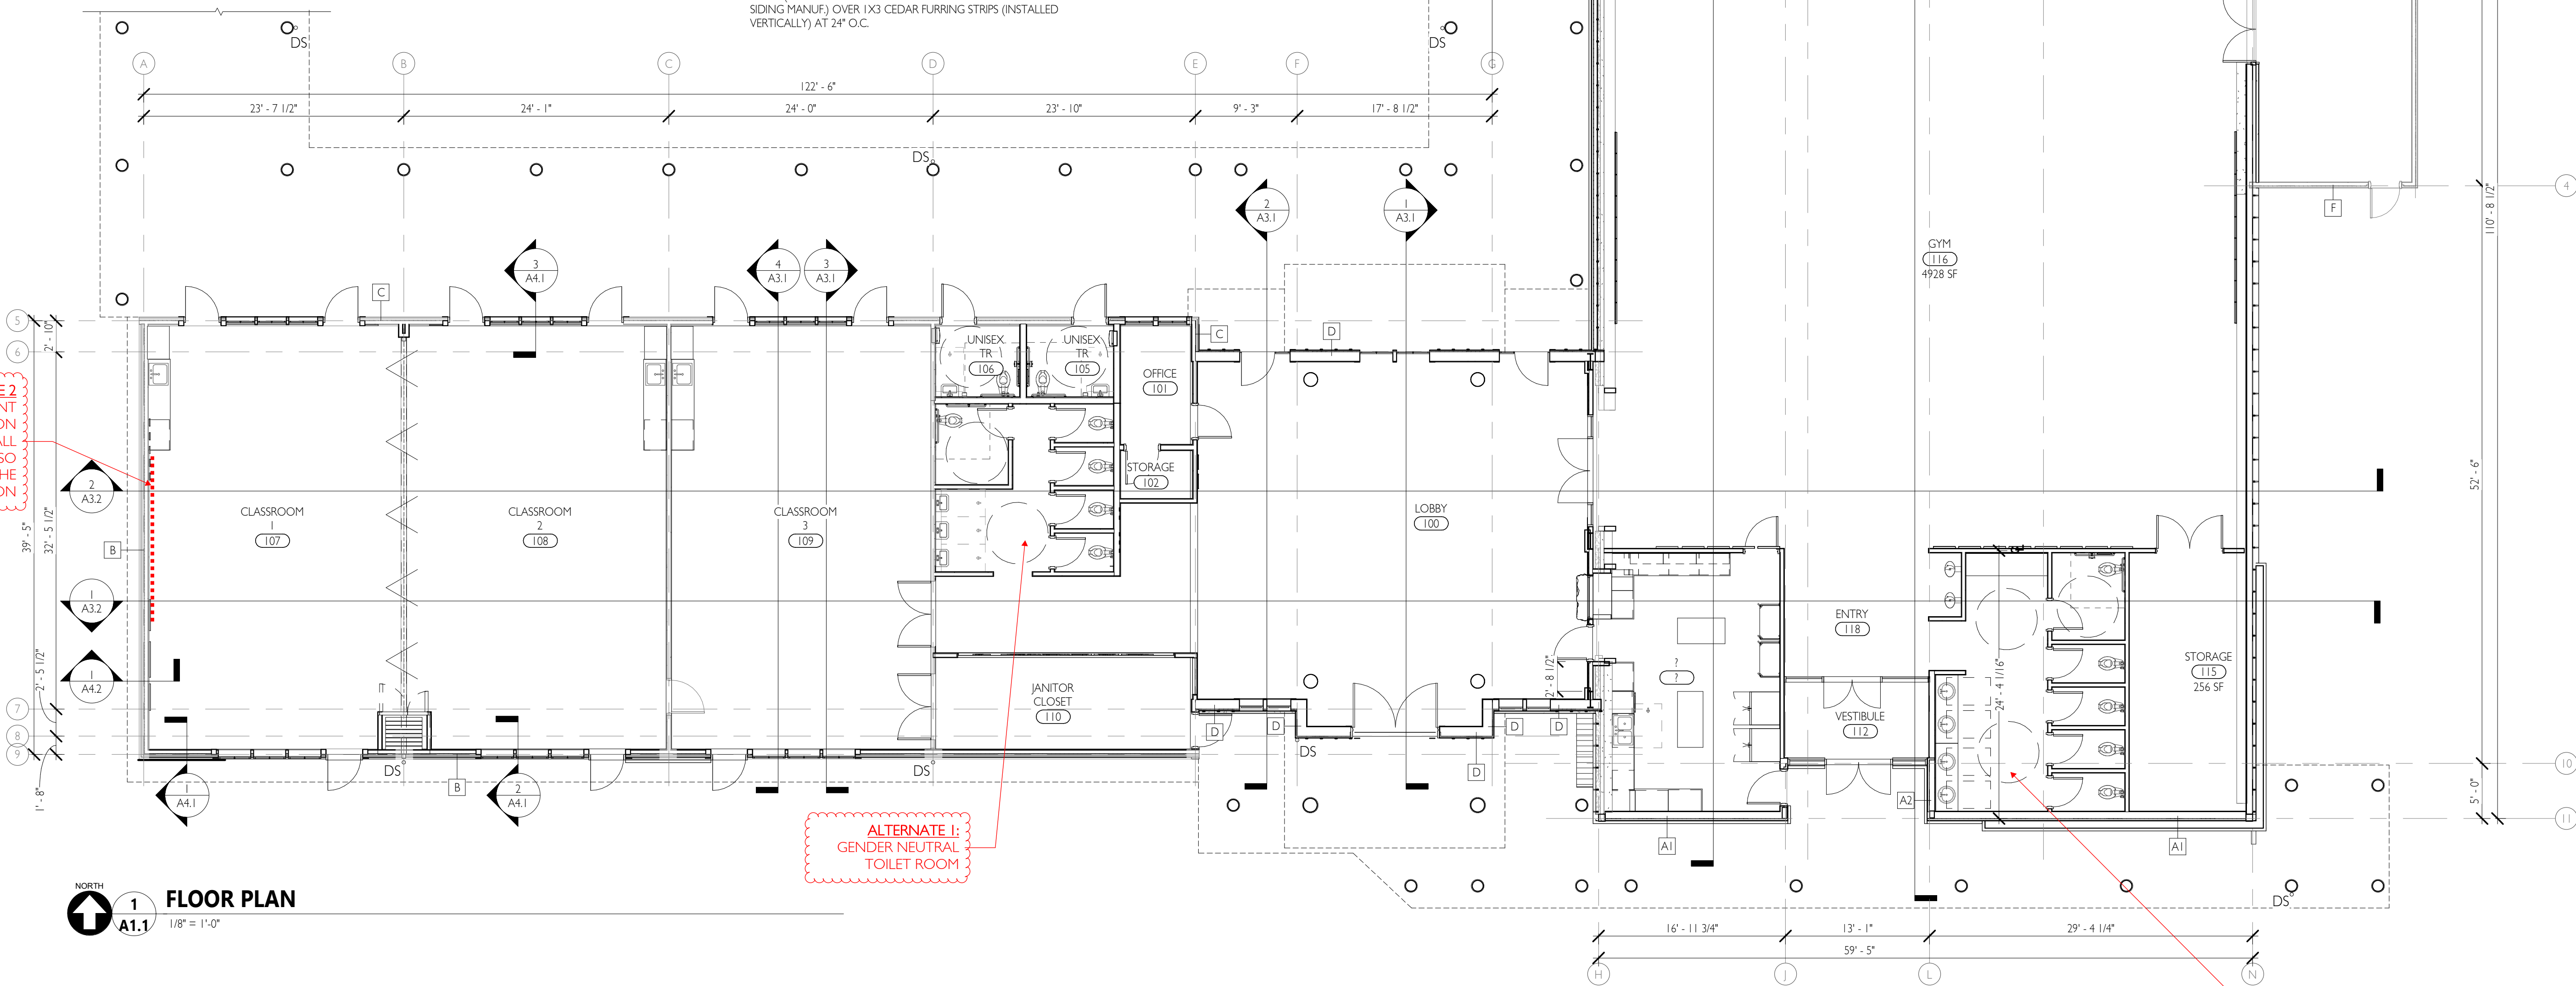 SIDING MANUF.) OVER 1X3 CEDAR FURRING STRIPS (INSTALLED
VERTICALLY) AT 24" O.C.
DS
DS
A
B
C
D
E
F
G
122' - 6"
23' - 7 1/2"
24' - 1"
24' - 0"
23' - 10"
9' - 3"
17' - 8 1/2"
DS
4
110' - 8 1/2"
F
2
A3.1
1
A3.1
GYM
116
4928 SF
3
A4.1
4
A3.1
3
A3.1
C
5
2' - 10"
6
C
D
UNISEX
TR
106
UNISEX
TR
105
OFFICE
101
E 2
NT
ON
ALL
SO
HE
ON
STORAGE
102
2
A3.2
39' - 5"
32' - 5 1/2"
52' - 6"
CLASSROOM
1
107
CLASSROOM
2
108
CLASSROOM
3
109
LOBBY
100
B
1
A3.2
ENTRY
118
2' - 5 1/2"
1
A4.2
?
?
2' - 8 1/2"
24' - 4 1/16"
STORAGE
115
256 SF
JANITOR
CLOSET
110
7
8
9
VESTIBULE
112
D
D
D
D
DS
D
DS
DS
B
10
1' - 8"
1
A4.1
2
A4.1
A2
5' - 0"
11
ALTERNATE 1:
GENDER NEUTRAL
TOILET ROOM
A1
A1
NORTH
1
A1.1
FLOOR PLAN
1/8" = 1'-0"
DS
16' - 11 3/4"
13' - 1"
29' - 4 1/4"
59' - 5"
H
J
L
N